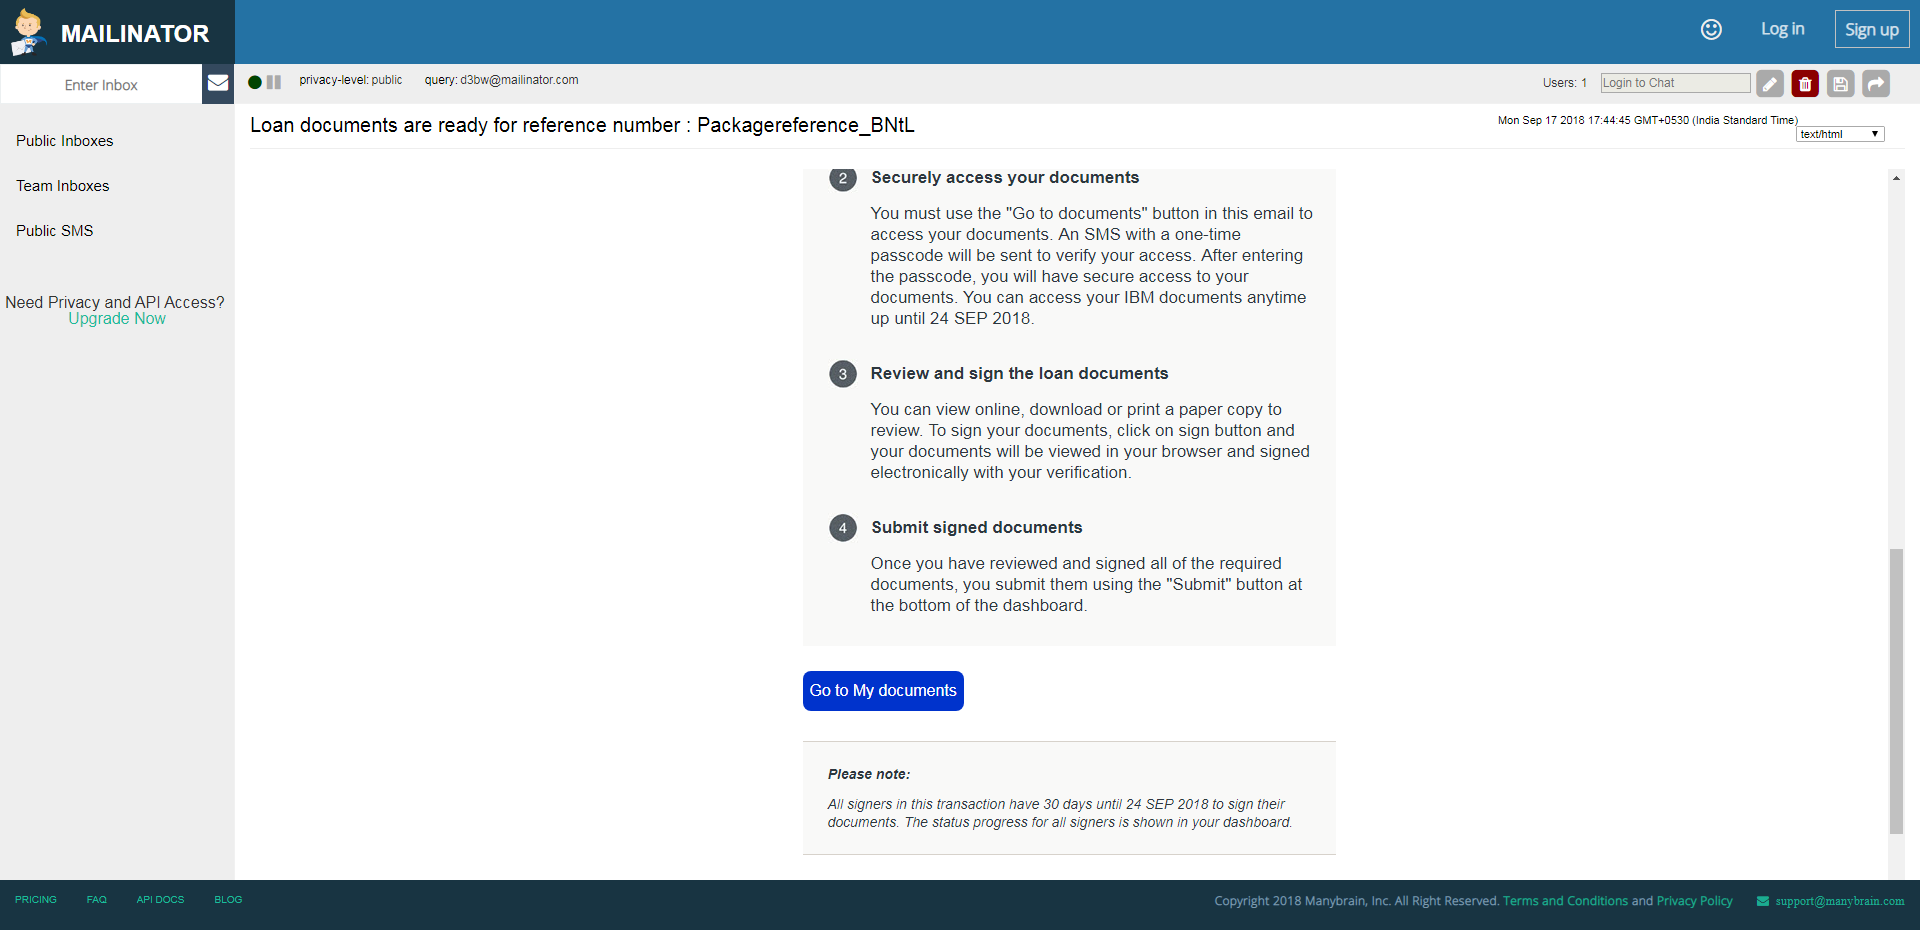 MAILINATOR
Log in
Sign up
Enter Inbox
privacy-level: public
query: d3bw@mailinator.com
Users: 1
Login to Chat
Public Inboxes
Team Inboxes
Public SMS
Need Privacy and API Access?
Upgrade Now
Loan documents are ready for reference number : Packagereference_BNtL
Mon Sep 17 2018 17:44:45 GMT+0530 (India Standard Time)
text/html
2 Securely access your documents
You must use the "Go to documents" button in this email to
access your documents. An SMS with a one-time
passcode will be sent to verify your access. After entering
the passcode, you will have secure access to your
documents. You can access your IBM documents anytime
up until 24 SEP 2018.
3 Review and sign the loan documents
You can view online, download or print a paper copy to
review. To sign your documents, click on sign button and
your documents will be viewed in your browser and signed
electronically with your verification.
4 Submit signed documents
Once you have reviewed and signed all of the required
documents, you submit them using the "Submit" button at
the bottom of the dashboard.
Go to My documents
Please note:
All signers in this transaction have 30 days until 24 SEP 2018 to sign their
documents. The status progress for all signers is shown in your dashboard.
PRICING
FAQ
API DOCS
BLOG
Copyright 2018 Manybrain, Inc. All Right Reserved. Terms and Conditions and Privacy Policy
support@manybrain.com